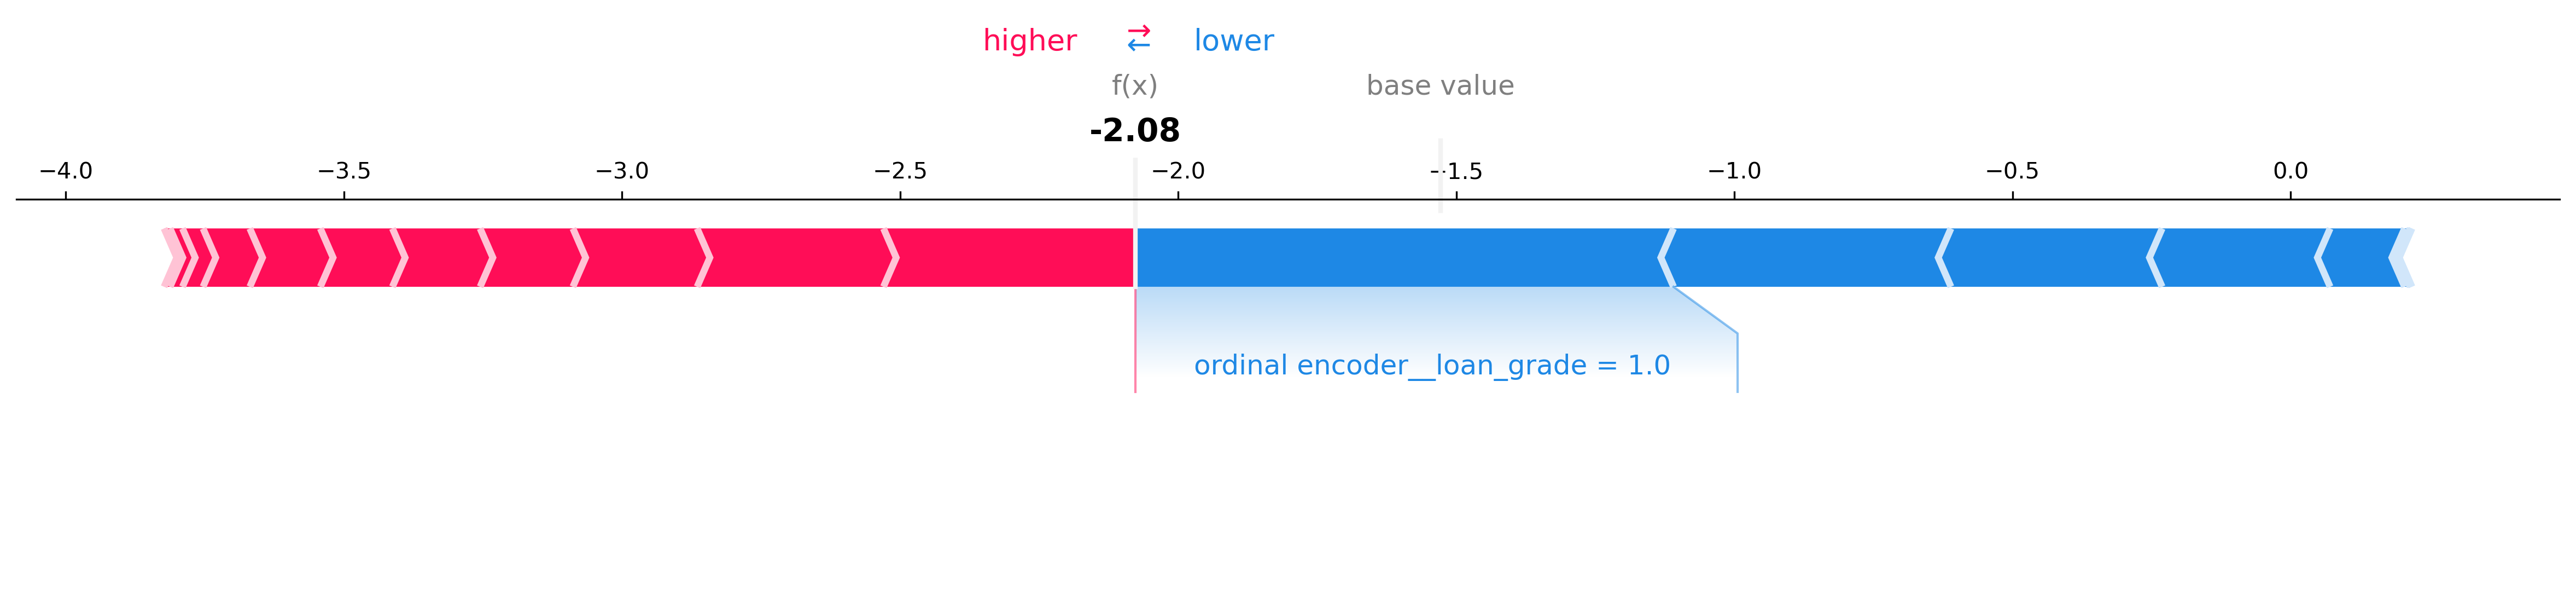 higher ⇄ lower
f(x) base value
-2.08
−4.0 −3.5 −3.0 −2.5 −2.0 −1.5 −1.0 −0.5 0.0
ordinal encoder__loan_grade = 1.0